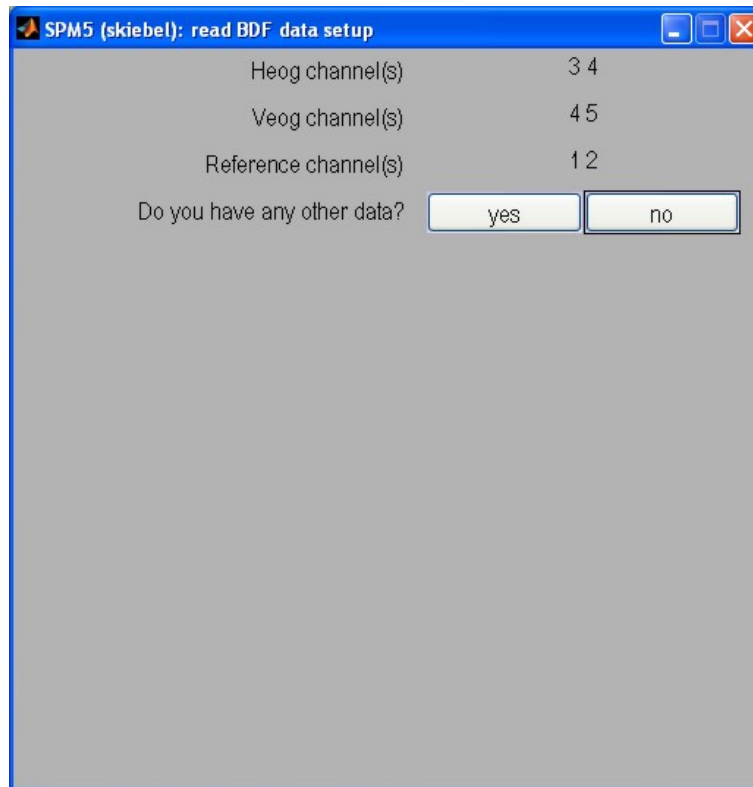 SPM5 (skiebel): read BDF data setup
Heog channel(s) 3 4
Veog channel(s) 4 5
Reference channel(s) 1 2
Do you have any other data? yes no